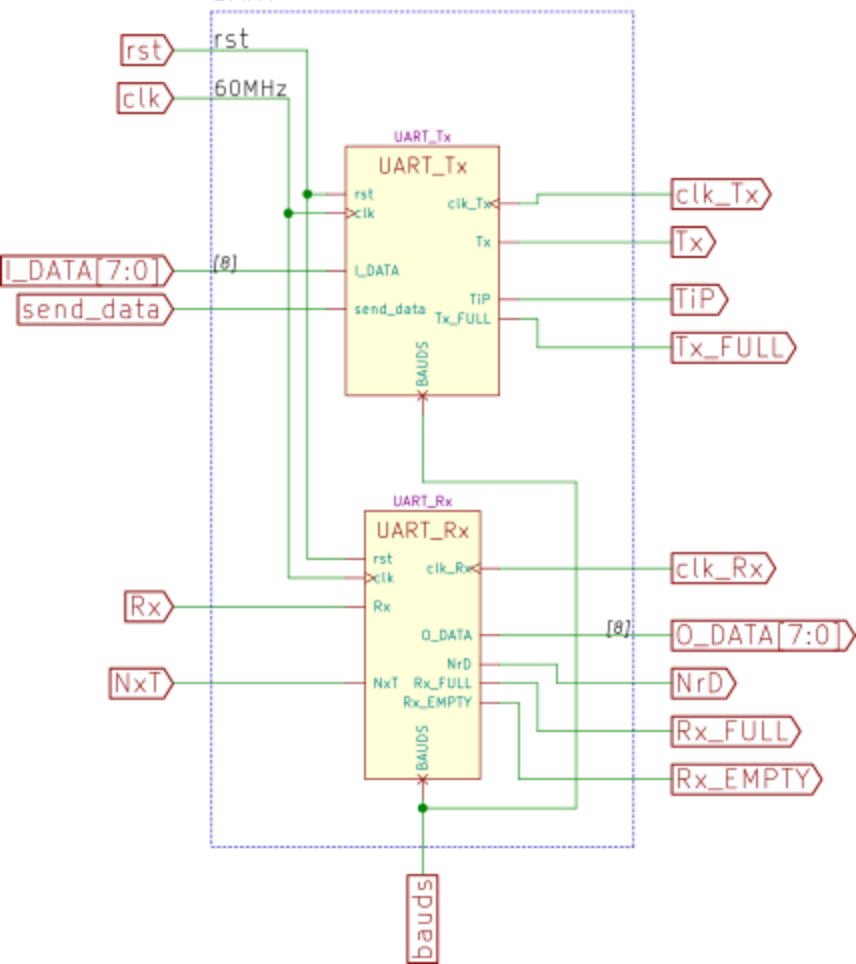 rst
rst
clk
60MHz
UART_Tx
UART_Tx
rst
clk
clk_Tx
clk_Tx
Tx
Tx
I_DATA[7:0]
[8]
I_DATA
send_data
send_data
TiP
TiP
Tx_FULL
Tx_FULL
BAUDS
UART_Rx
UART_Rx
rst
clk
clk_Rx
clk_Rx
Rx
Rx
O_DATA
[8]
O_DATA[7:0]
NrD
NrD
NxT
NxT
Rx_FULL
Rx_FULL
Rx_EMPTY
Rx_EMPTY
BAUDS
bauds